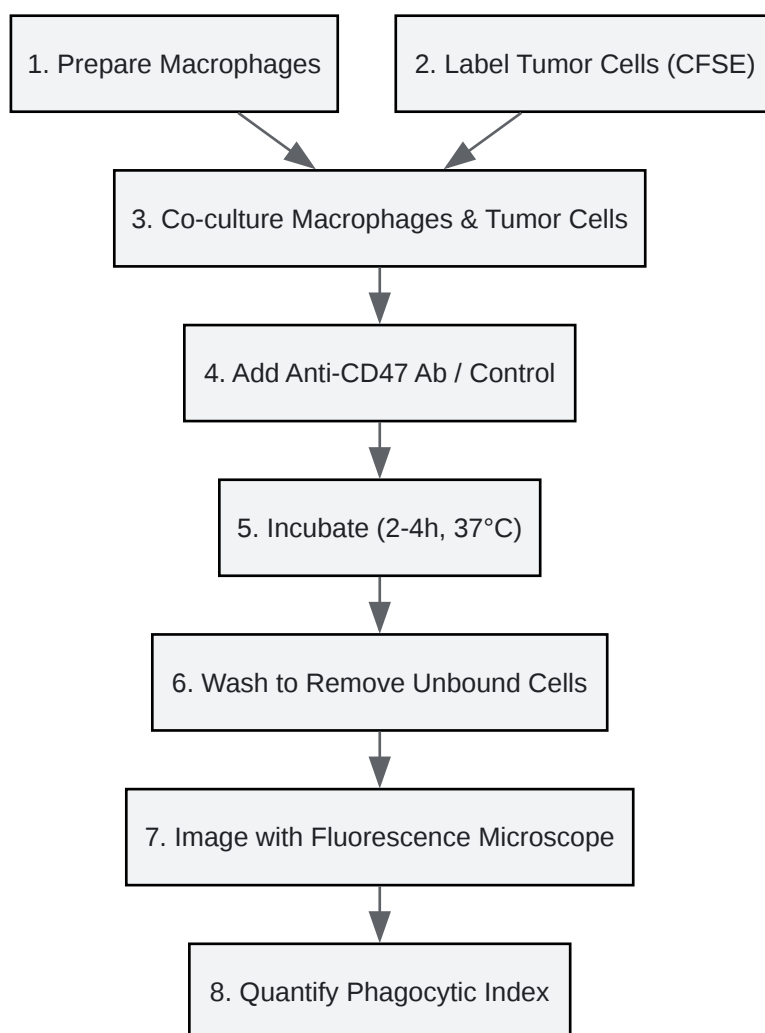 1. Prepare Macrophages
2. Label Tumor Cells (CFSE)
3. Co-culture Macrophages & Tumor Cells
4. Add Anti-CD47 Ab / Control
5. Incubate (2-4h, 37°C)
6. Wash to Remove Unbound Cells
7. Image with Fluorescence Microscope
8. Quantify Phagocytic Index